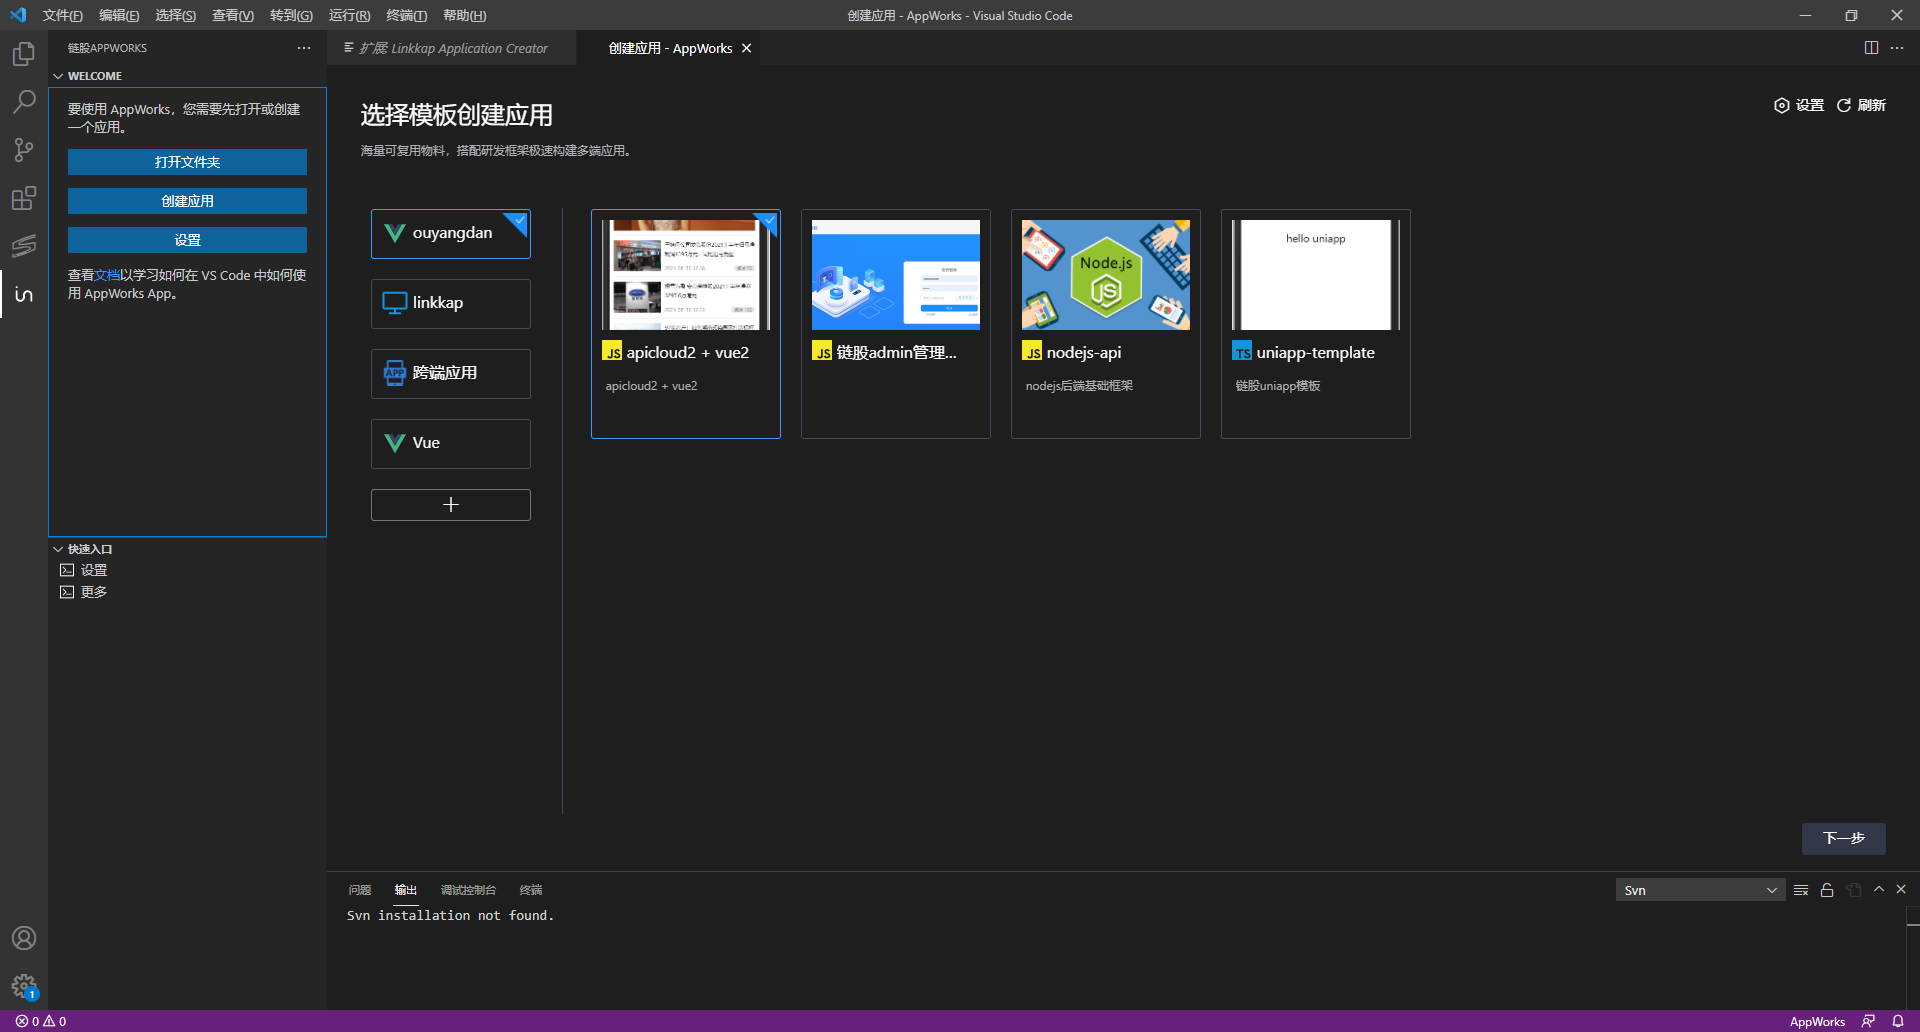 文件(F) 编辑(E) 选择(S) 查看(V) 转到(G) 运行(R) 终端(T) 帮助(H)
创建应用 - AppWorks - Visual Studio Code
链股APPWORKS
扩展: Linkkap Application Creator
创建应用 - AppWorks
WELCOME
要使用 AppWorks，您需要先打开或创建
一个应用。
打开文件夹
创建应用
设置
查看文档以学习如何在 VS Code 中如何使
用 AppWorks App。
快速入口
设置
更多
选择模板创建应用
海量可复用物料，搭配研发框架极速构建多端应用。
设置 刷新
ouyangdan
linkkap
APP
跨端应用
Vue
JS apicloud2 + vue2
apicloud2 + vue2
JS 链股admin管理...
Node.js
JS
JS nodejs-api
nodejs后端基础框架
hello uniapp
TS uniapp-template
链股uniapp模板
下一步
问题 输出 调试控制台 终端
Svn
Svn installation not found.
1
0 0
AppWorks